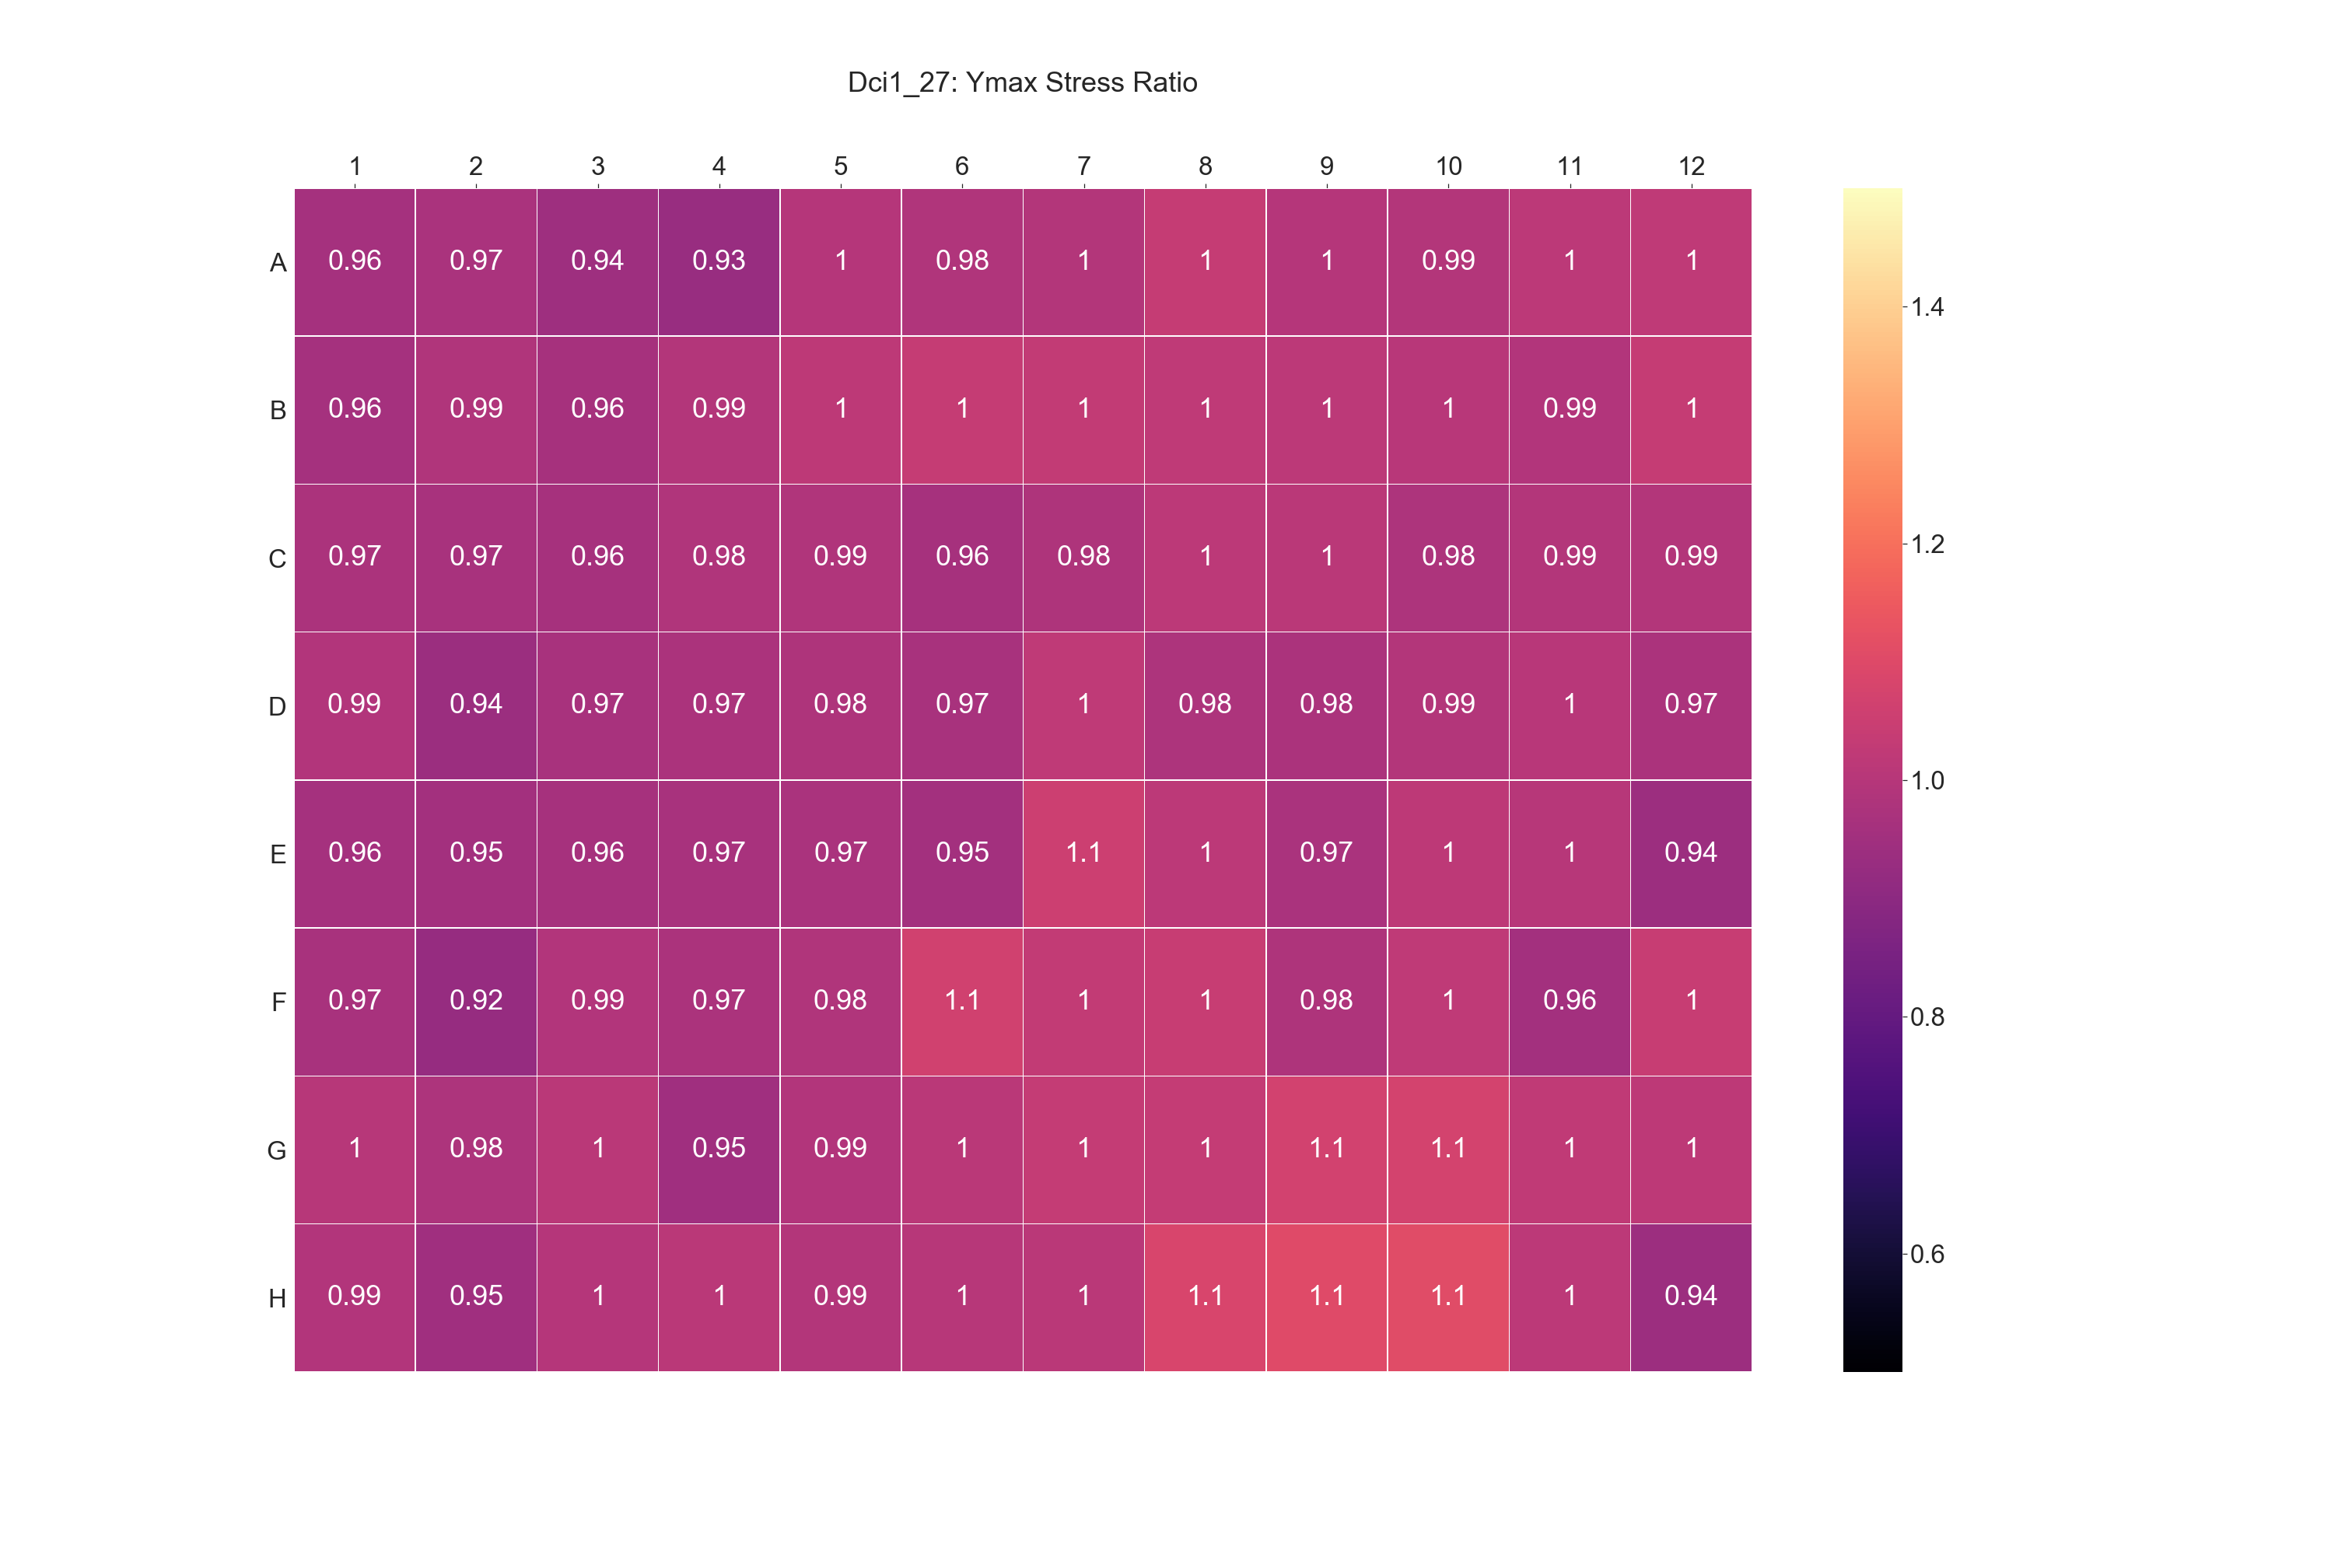 Dci1_27: Ymax Stress Ratio
1 2 3 4 5 6 7 8 9 10 11 12
A 0.96 0.97 0.94 0.93 1 0.98 1 1 1 0.99 1 1
1.4
B 0.96 0.99 0.96 0.99 1 1 1 1 1 1 0.99 1
C 0.97 0.97 0.96 0.98 0.99 0.96 0.98 1 1 0.98 0.99 0.99
1.2
D 0.99 0.94 0.97 0.97 0.98 0.97 1 0.98 0.98 0.99 1 0.97
1.0
E 0.96 0.95 0.96 0.97 0.97 0.95 1.1 1 0.97 1 1 0.94
F 0.97 0.92 0.99 0.97 0.98 1.1 1 1 0.98 1 0.96 1
0.8
G 1 0.98 1 0.95 0.99 1 1 1 1.1 1.1 1 1
0.6
H 0.99 0.95 1 1 0.99 1 1 1.1 1.1 1.1 1 0.94